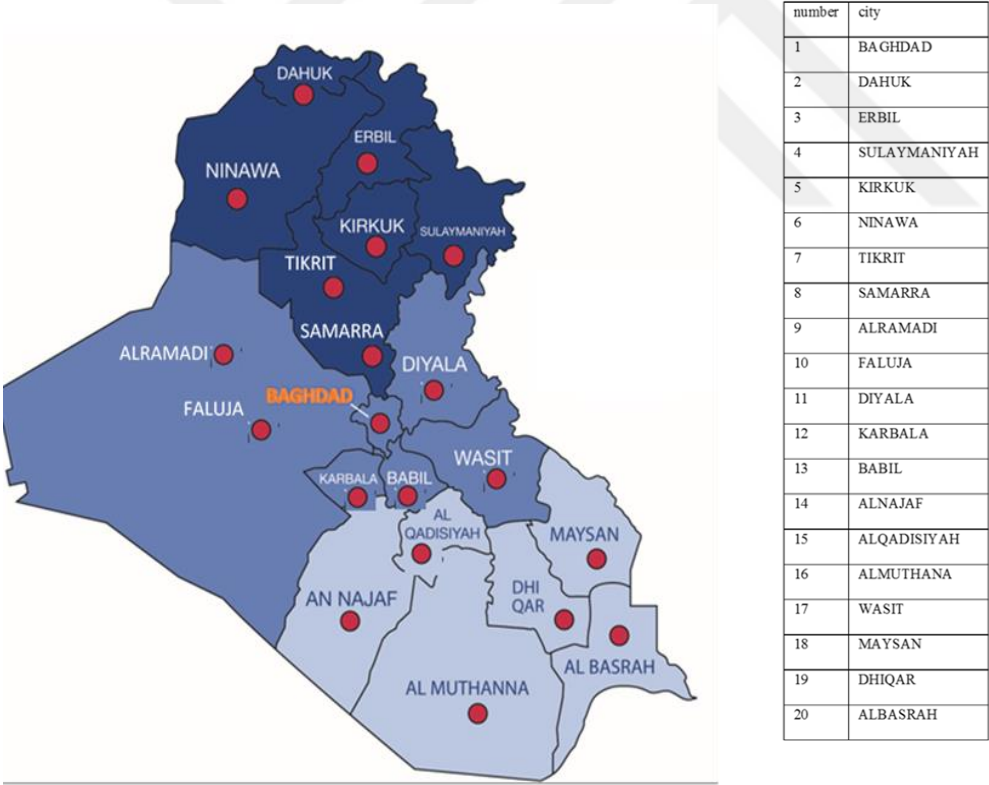 DAHUK
ERBIL
NINAWA
KIRKUK
SULAYMANIYAH
TIKRIT
SAMARRA
ALRAMADI
DIYALA
BAGHDAD
FALUJA
WASIT
KARBALA
BABIL
AL
QADISIYAH
MAYSAN
DHI
QAR
AN NAJAF
AL BASRAH
AL MUTHANNA
number city
1 BAGHDAD
2 DAHUK
3 ERBIL
4 SULAYMANIYAH
5 KIRKUK
6 NINAWA
7 TIKRIT
8 SAMARRA
9 ALRAMADI
10 FALUJA
11 DIYALA
12 KARBALA
13 BABIL
14 ALNAJAF
15 ALQADISIYAH
16 ALMUTHANA
17 WASIT
18 MAYSAN
19 DHIQAR
20 ALBASRAH